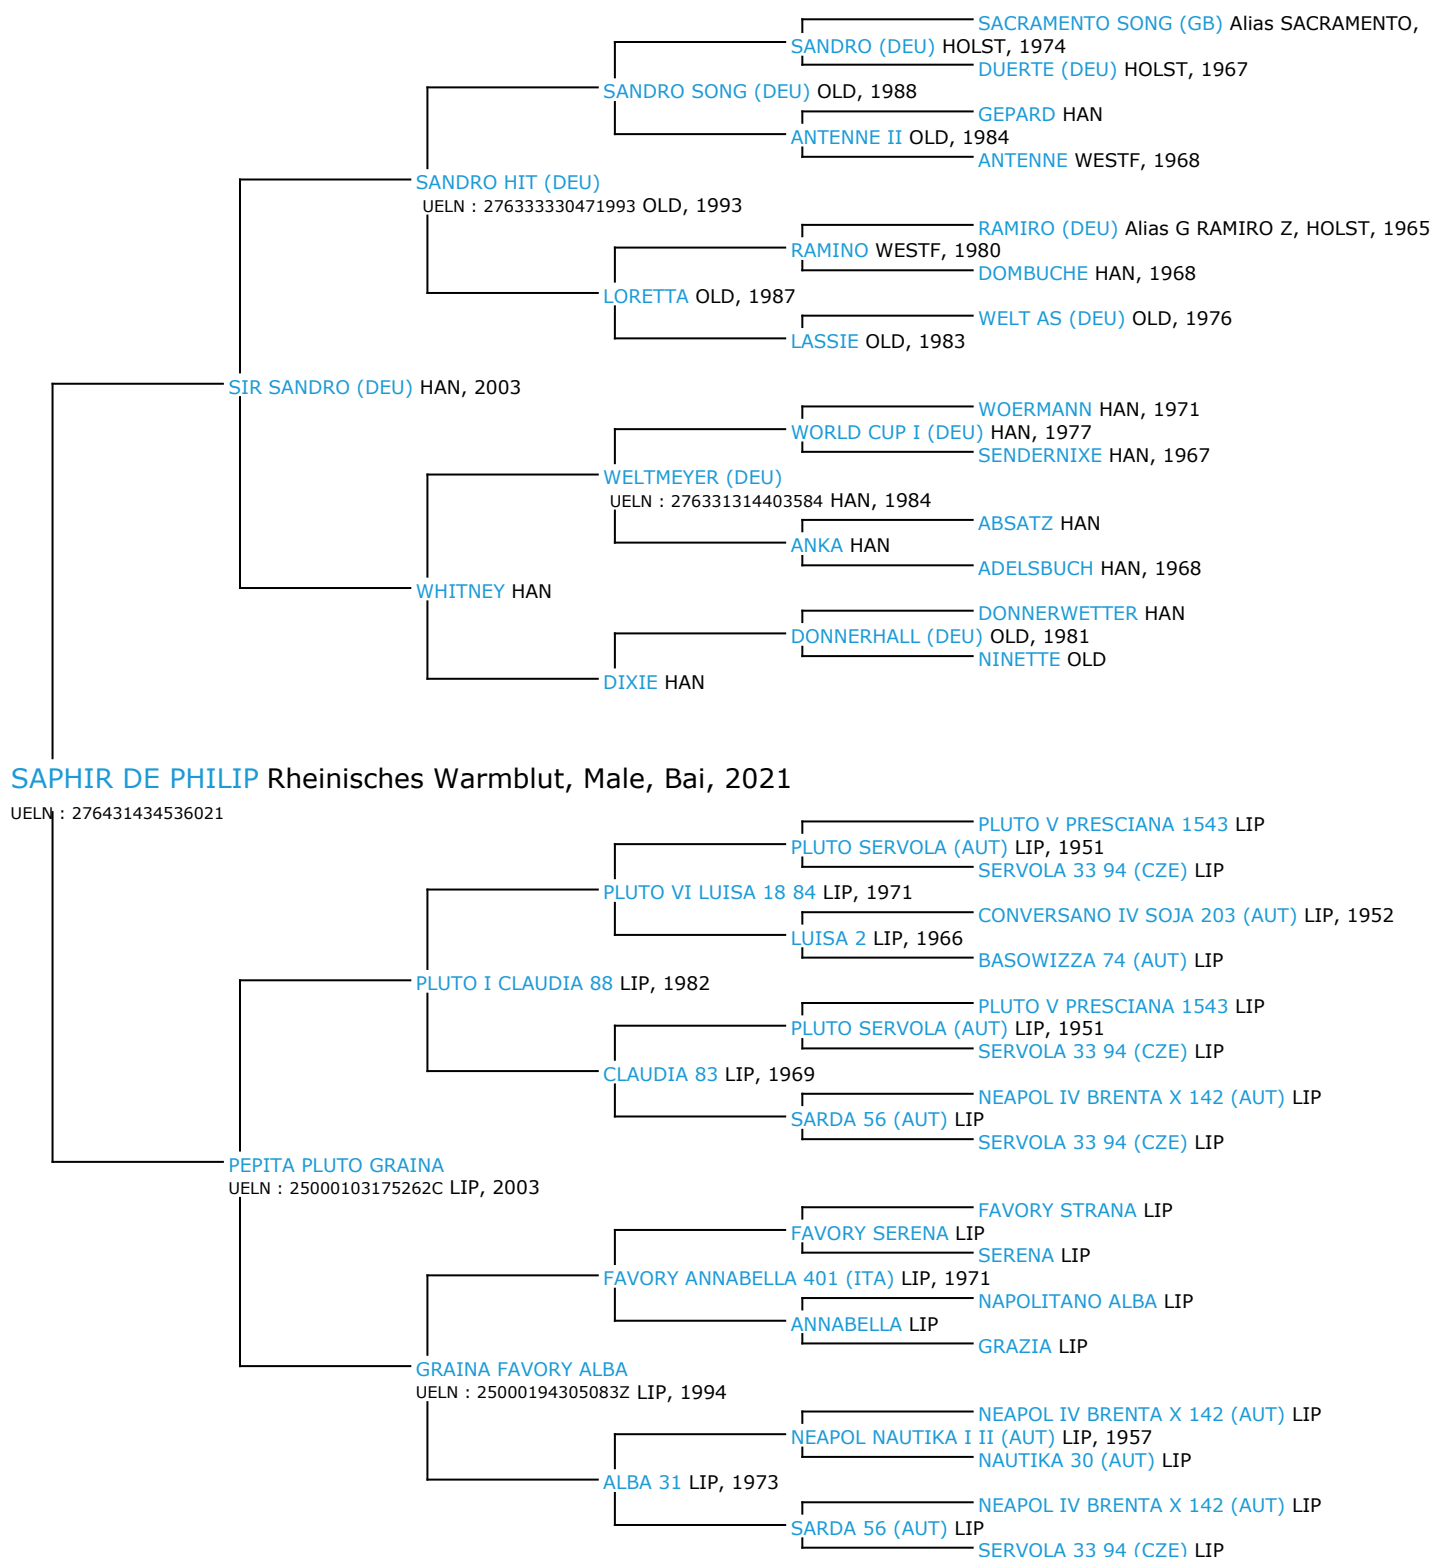 SACRAMENTO SONG (GB) Alias SACRAMENTO,
SANDRO (DEU) HOLST, 1974
DUERTE (DEU) HOLST, 1967
SANDRO SONG (DEU) OLD, 1988
GEPARD HAN
ANTENNE II OLD, 1984
ANTENNE WESTF, 1968
SANDRO HIT (DEU)
UELN : 276333330471993 OLD, 1993
RAMIRO (DEU) Alias G RAMIRO Z, HOLST, 1965
RAMINO WESTF, 1980
DOMBUCHE HAN, 1968
LORETTA OLD, 1987
WELT AS (DEU) OLD, 1976
LASSIE OLD, 1983
SIR SANDRO (DEU) HAN, 2003
WOERMANN HAN, 1971
WORLD CUP I (DEU) HAN, 1977
SENDERNIXE HAN, 1967
WELTMEYER (DEU)
UELN : 276331314403584 HAN, 1984
ABSATZ HAN
ANKA HAN
ADELSBUCH HAN, 1968
WHITNEY HAN
DONNERWETTER HAN
DONNERHALL (DEU) OLD, 1981
NINETTE OLD
DIXIE HAN
SAPHIR DE PHILIP Rheinisches Warmblut, Male, Bai, 2021
UELN : 276431434536021
PLUTO V PRESCIANA 1543 LIP
PLUTO SERVOLA (AUT) LIP, 1951
SERVOLA 33 94 (CZE) LIP
PLUTO VI LUISA 18 84 LIP, 1971
CONVERSANO IV SOJA 203 (AUT) LIP, 1952
LUISA 2 LIP, 1966
BASOWIZZA 74 (AUT) LIP
PLUTO I CLAUDIA 88 LIP, 1982
PLUTO V PRESCIANA 1543 LIP
PLUTO SERVOLA (AUT) LIP, 1951
SERVOLA 33 94 (CZE) LIP
CLAUDIA 83 LIP, 1969
NEAPOL IV BRENTA X 142 (AUT) LIP
SARDA 56 (AUT) LIP
SERVOLA 33 94 (CZE) LIP
PEPITA PLUTO GRAINA
UELN : 25000103175262C LIP, 2003
FAVORY STRANA LIP
FAVORY SERENA LIP
SERENA LIP
FAVORY ANNABELLA 401 (ITA) LIP, 1971
NAPOLITANO ALBA LIP
ANNABELLA LIP
GRAZIA LIP
GRAINA FAVORY ALBA
UELN : 25000194305083Z LIP, 1994
NEAPOL IV BRENTA X 142 (AUT) LIP
NEAPOL NAUTIKA I II (AUT) LIP, 1957
NAUTIKA 30 (AUT) LIP
ALBA 31 LIP, 1973
NEAPOL IV BRENTA X 142 (AUT) LIP
SARDA 56 (AUT) LIP
SERVOLA 33 94 (CZE) LIP